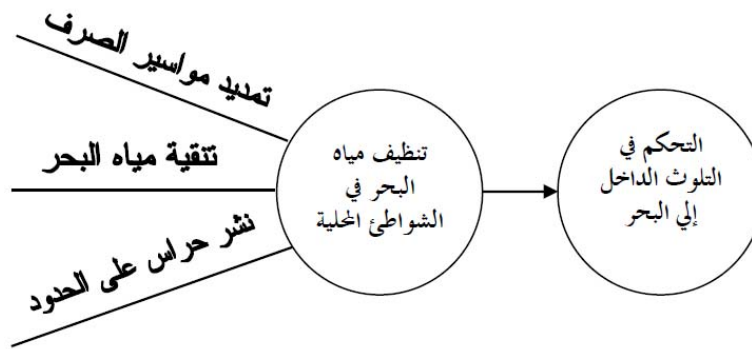 تمديد مواسير الصرف
تنقية مياه البحر
نشر حراس على الحدود
تنظيف مياه
البحر في
الشواطئ المحلية
التحكم في
التلوث الداخل
إلي البحر